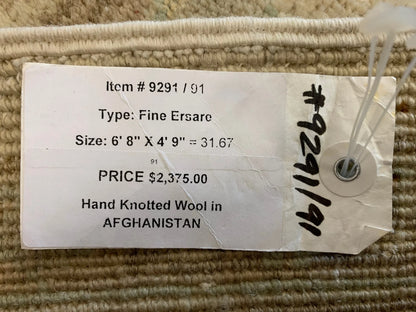 Item # 9291 / 91
Type: Fine Ersare
Size: 6' 8" X 4' 9" = 31.67
91
PRICE $2,375.00
Hand Knotted Wool in
AFGHANISTAN
#9291/91